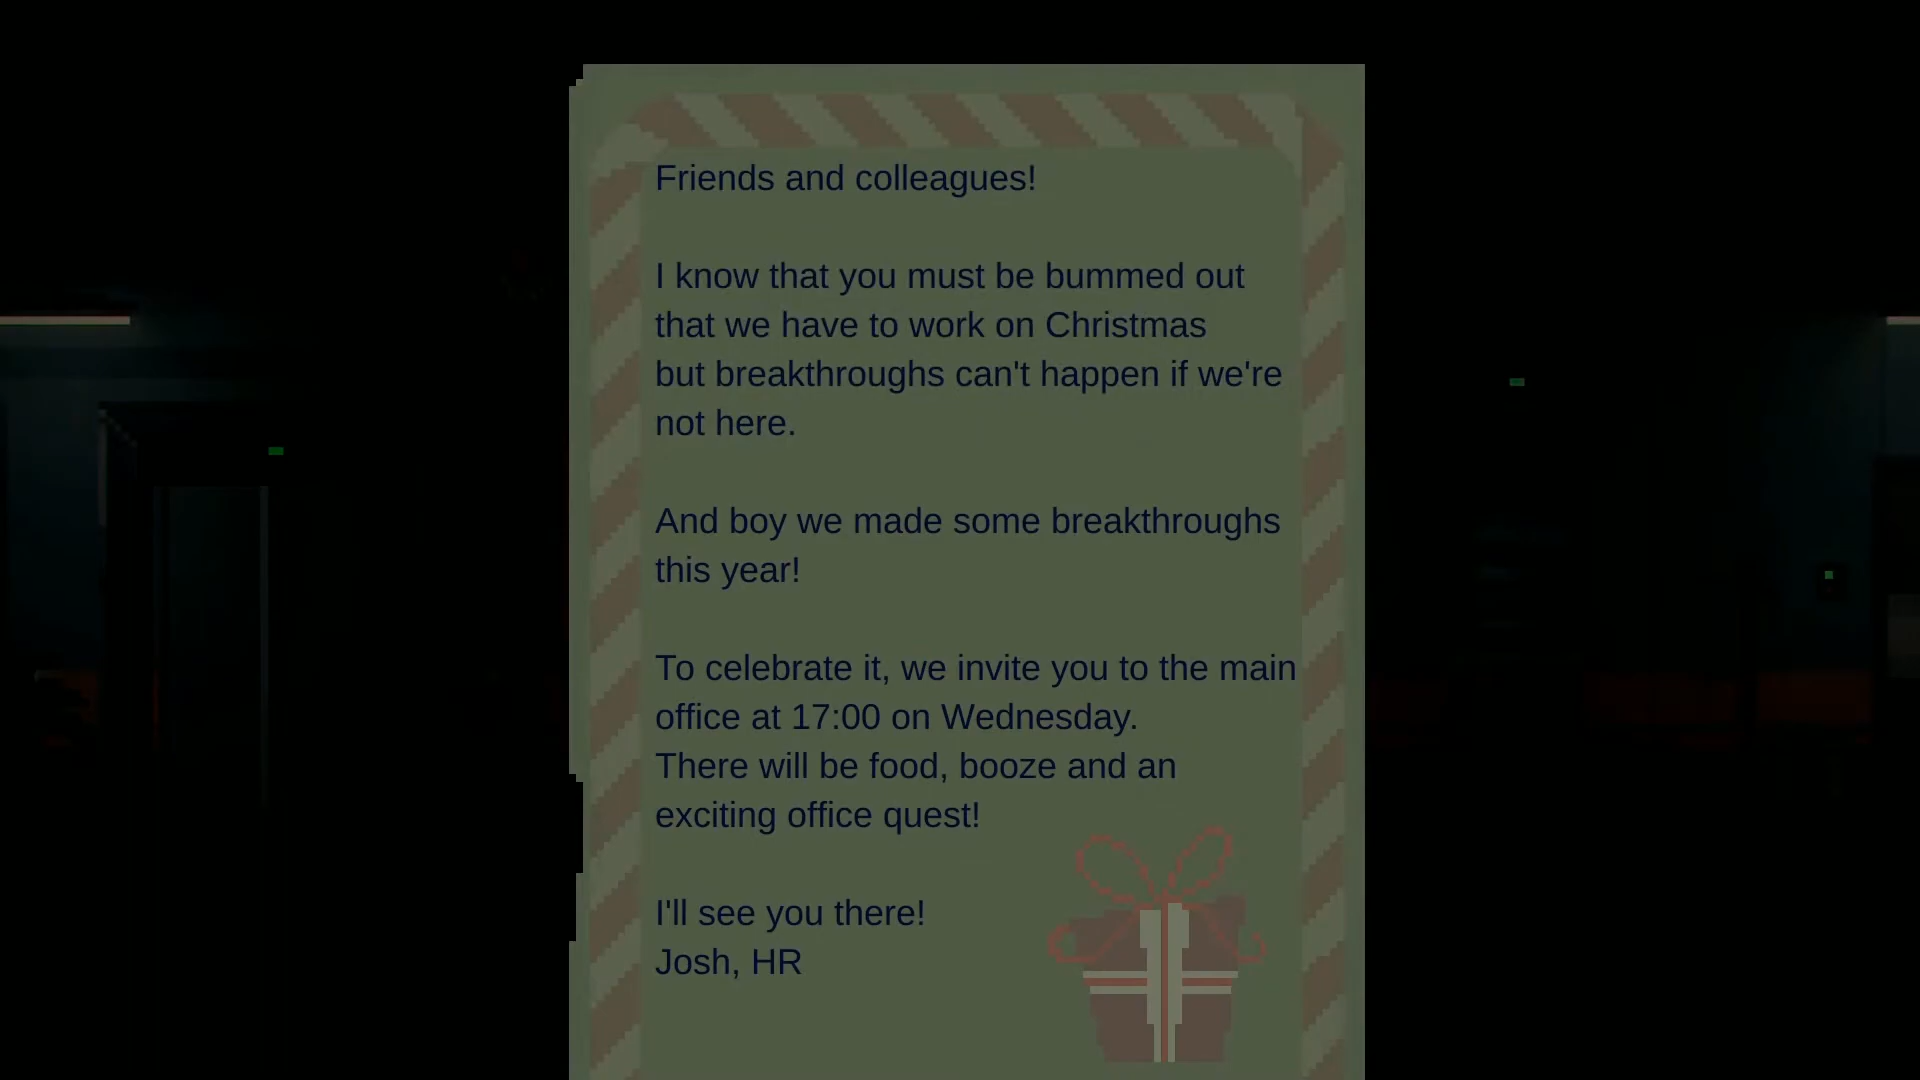 Friends and colleagues!
I know that you must be bummed out
that we have to work on Christmas
but breakthroughs can't happen if we're
not here.
And boy we made some breakthroughs
this year!
To celebrate it, we invite you to the main
office at 17:00 on Wednesday.
There will be food, booze and an
exciting office quest!
I'll see you there!
Josh, HR